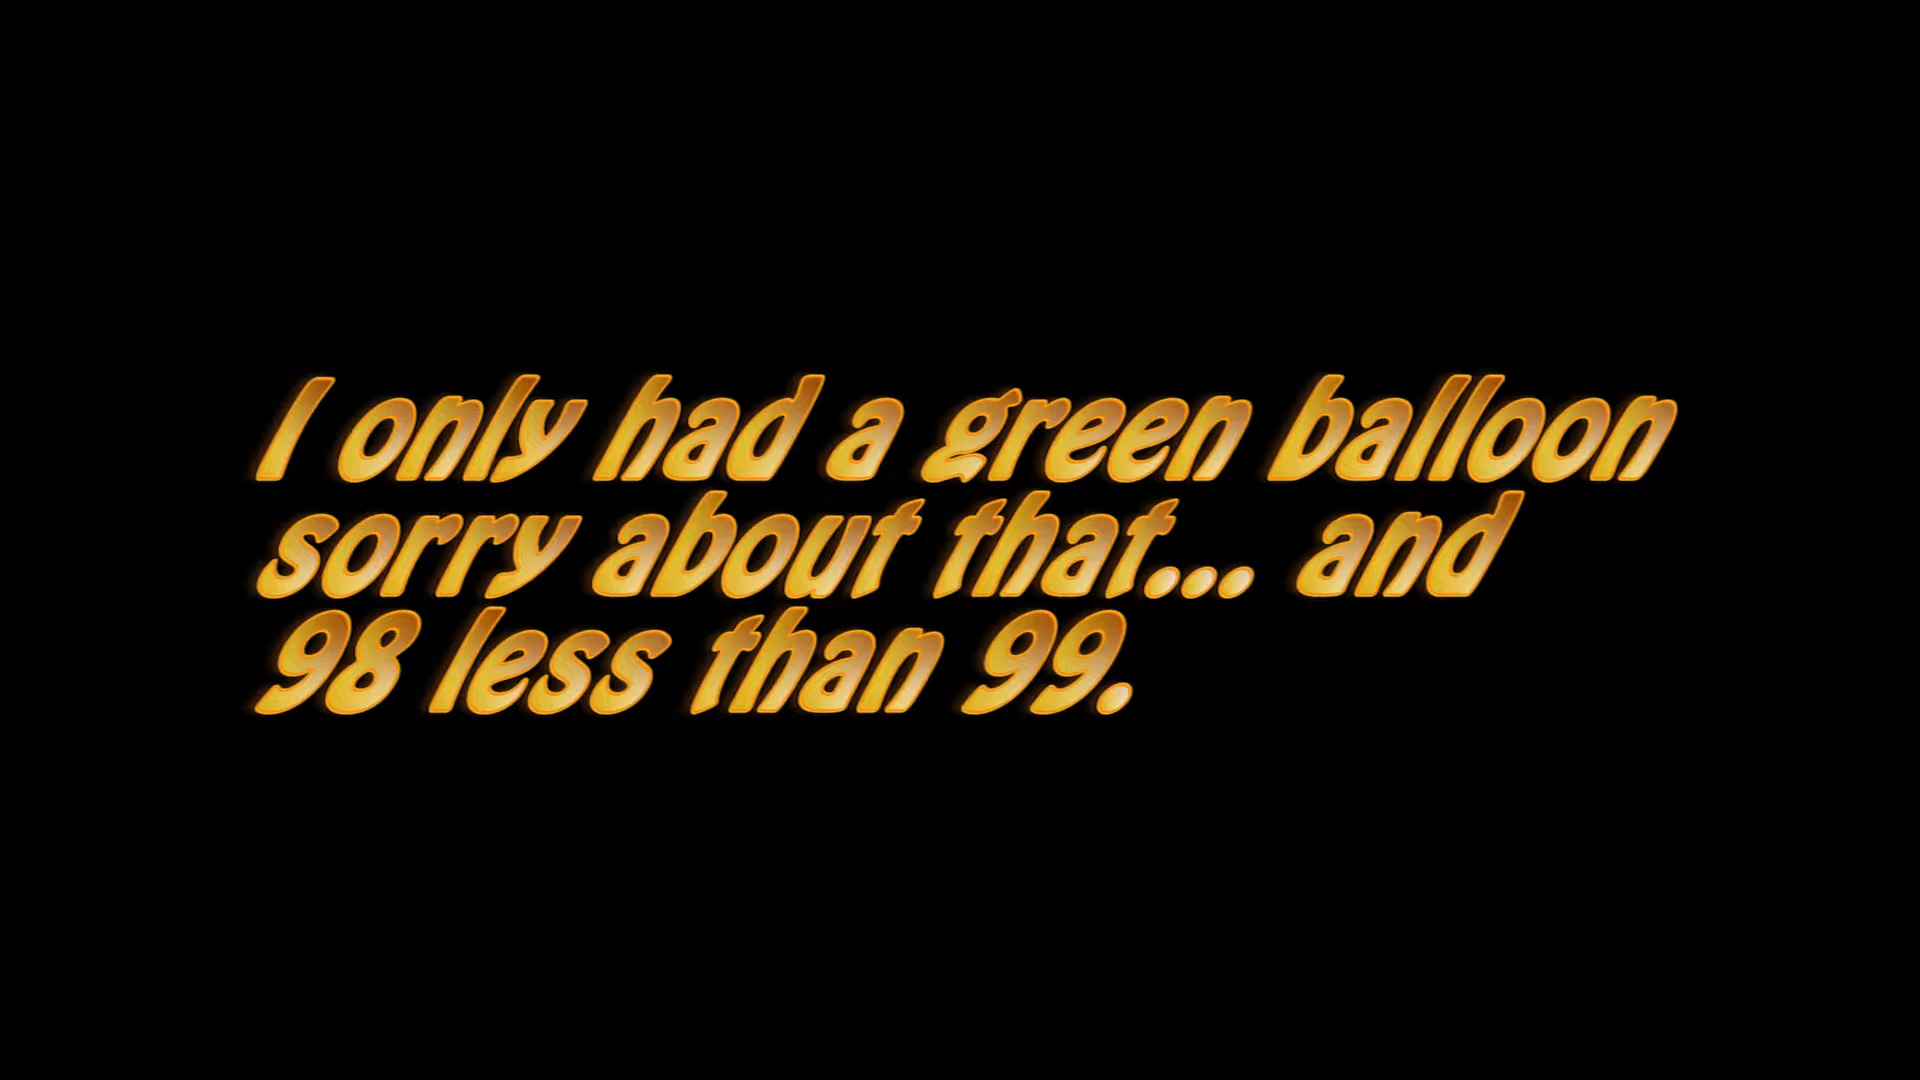 I only had a green balloon
sorry about that... and
98 less than 99.